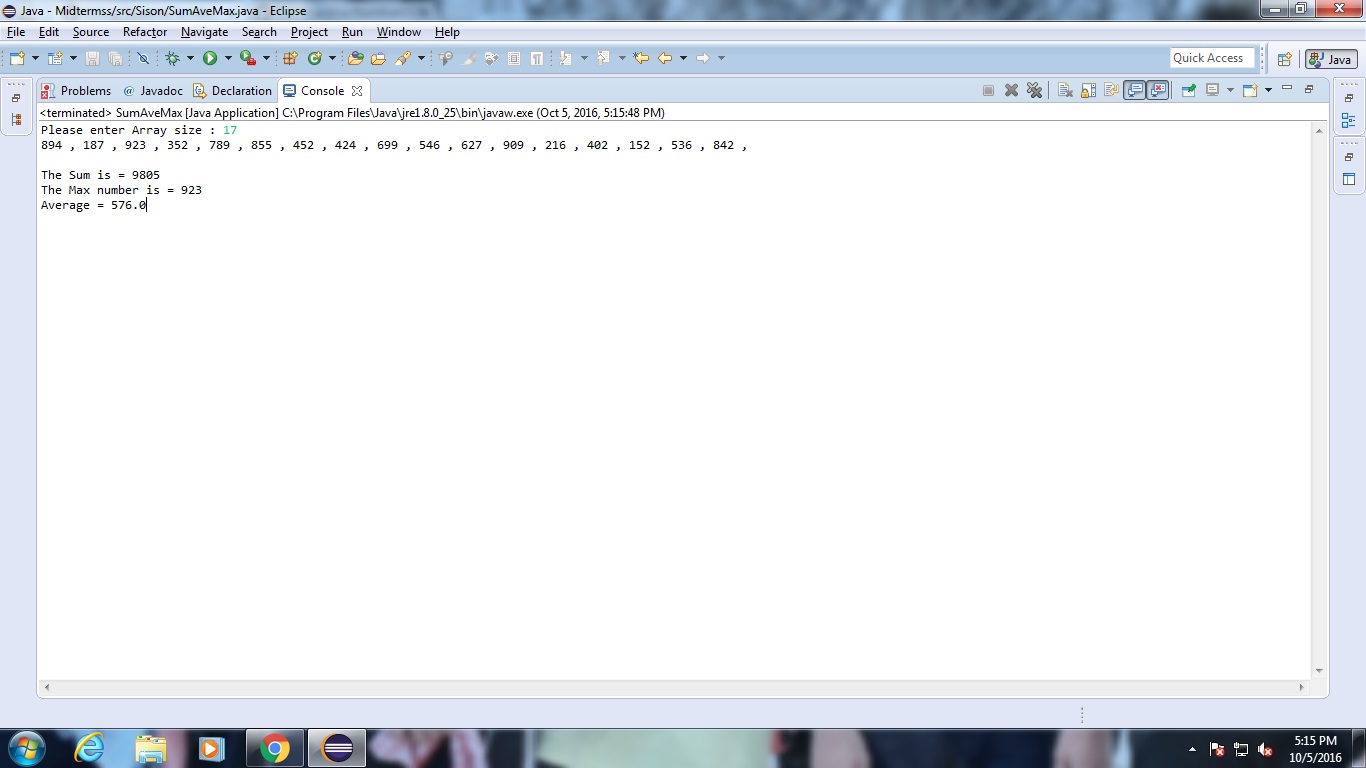 Java - Midtermss/src/Sison/SumAveMax.java - Eclipse
File Edit Source Refactor Navigate Search Project Run Window Help
Quick Access
Java
Problems @ Javadoc Declaration Console
<terminated> SumAveMax [Java Application] C:\Program Files\Java\jre1.8.0_25\bin\javaw.exe (Oct 5, 2016, 5:15:48 PM)
Please enter Array size : 17
894 , 187 , 923 , 352 , 789 , 855 , 452 , 424 , 699 , 546 , 627 , 909 , 216 , 402 , 152 , 536 , 842 ,
The Sum is = 9805
The Max number is = 923
Average = 576.0
5:15 PM
10/5/2016